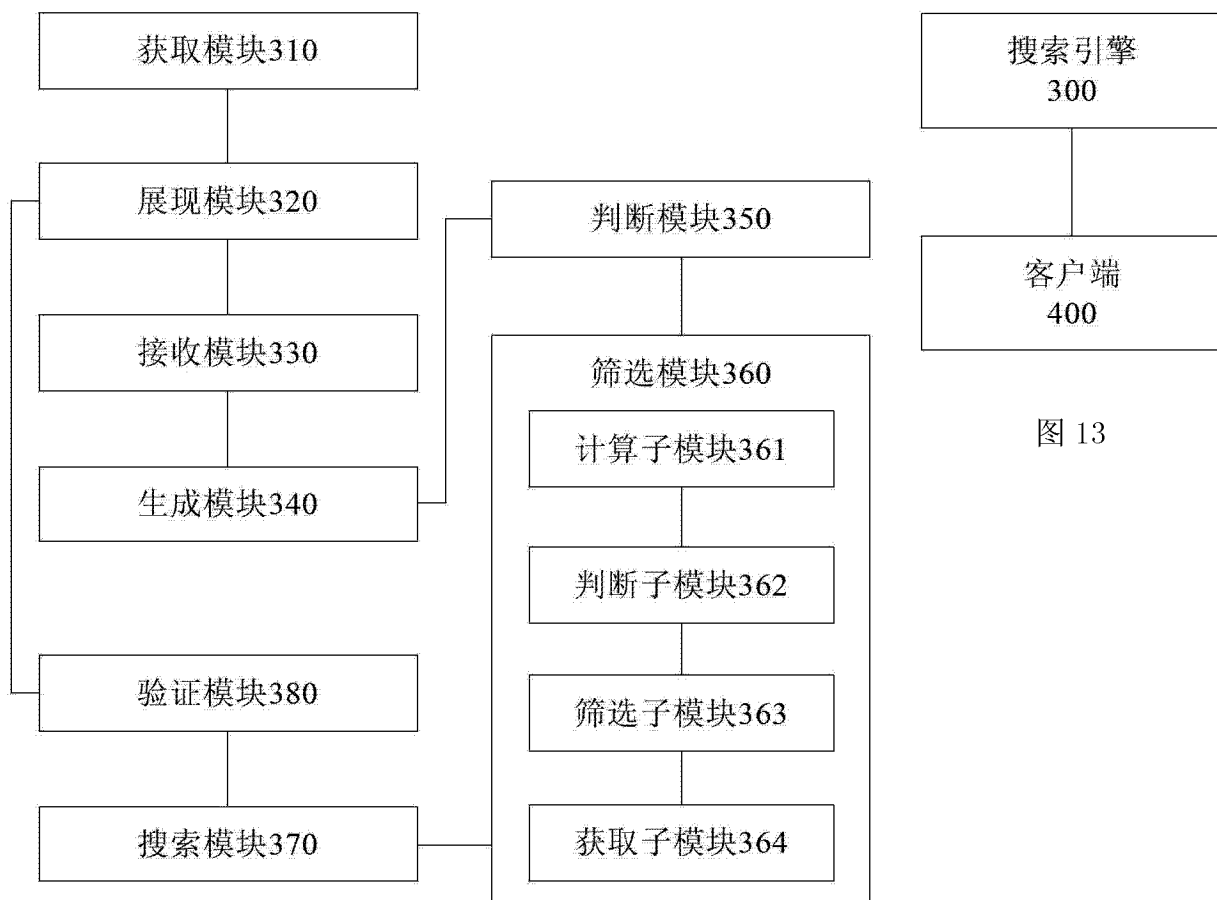 获取模块310
展现模块320
接收模块330
生成模块340
验证模块380
搜索模块370
判断模块350
筛选模块360
计算子模块361
判断子模块362
筛选子模块363
获取子模块364
搜索引擎
300
客户端
400
图 13